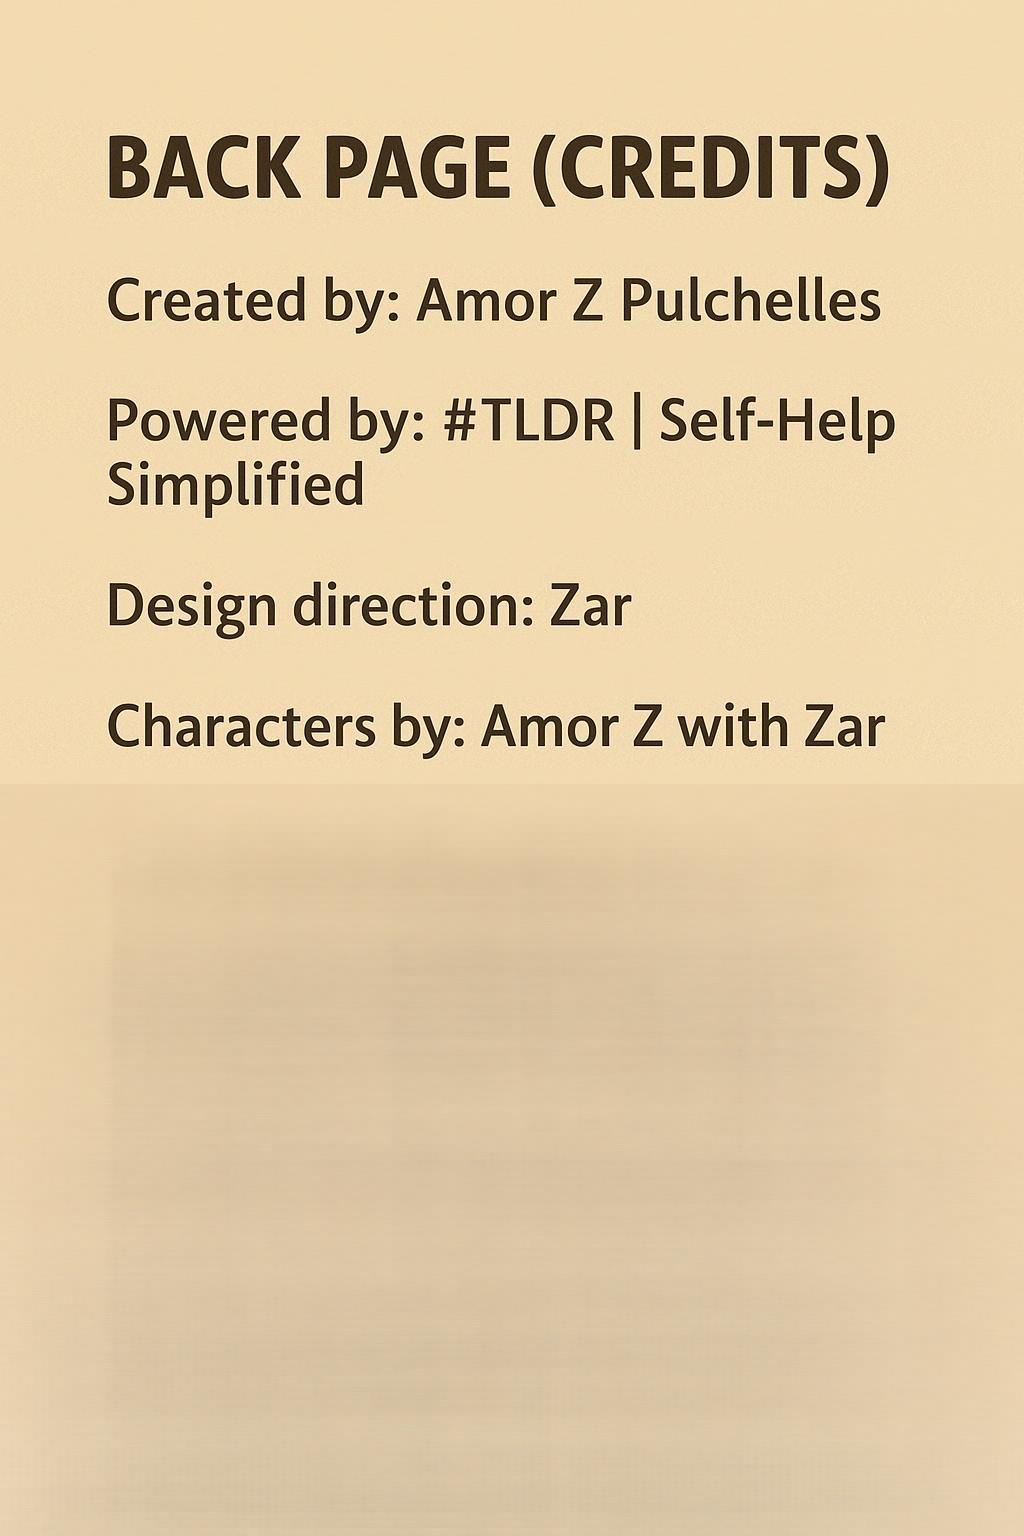 BACK PAGE (CREDITS)
Created by: Amor Z Pulchelles
Powered by: #TLDR | Self-Help
Simplified
Design direction: Zar
Characters by: Amor Z with Zar